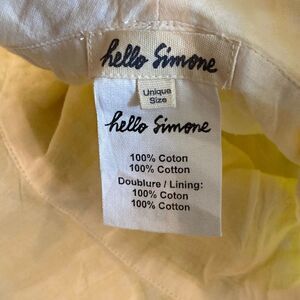 hello Simone
Unique
Size
hello Simone
100% Coton
100% Cotton
Doublure / Lining:
100% Coton
100% Cotton